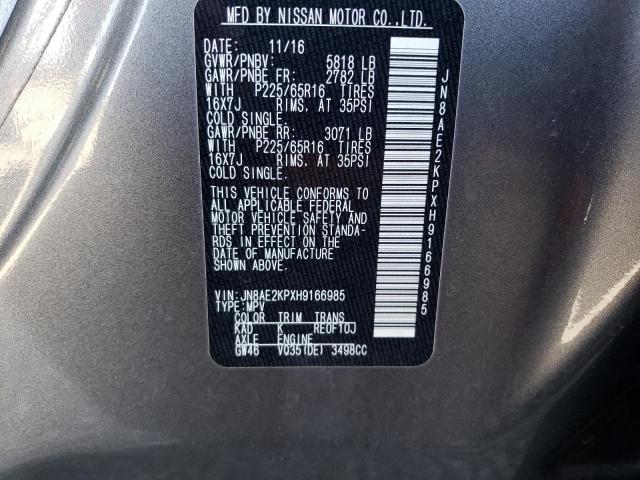 MFD BY NISSAN MOTOR CO.,LTD.
DATE: 11/16
GVWR/PNBV: 5818 LB
GAWR/PNBE FR: 2782 LB
WITH P225/65R16 TIRES
16X7J RIMS. AT 35PSI
COLD SINGLE.
GAWR/PNBE RR: 3071 LB
WITH P225/65R16 TIRES
16X7J RIMS. AT 35PSI
COLD SINGLE.
THIS VEHICLE CONFORMS TO
ALL APPLICABLE FEDERAL
MOTOR VEHICLE SAFETY AND
THEFT PREVENTION STANDA-
RDS IN EFFECT ON THE
DATE OF MANUFACTURE
SHOWN ABOVE.
VIN:JN8AE2KPXH9166985
TYPE:MPV
COLOR TRIM TRANS
KAD K RE0F10J
AXLE ENGINE
GW46 VQ35(DE) 3498CC
JN8AE2KPXH9166985